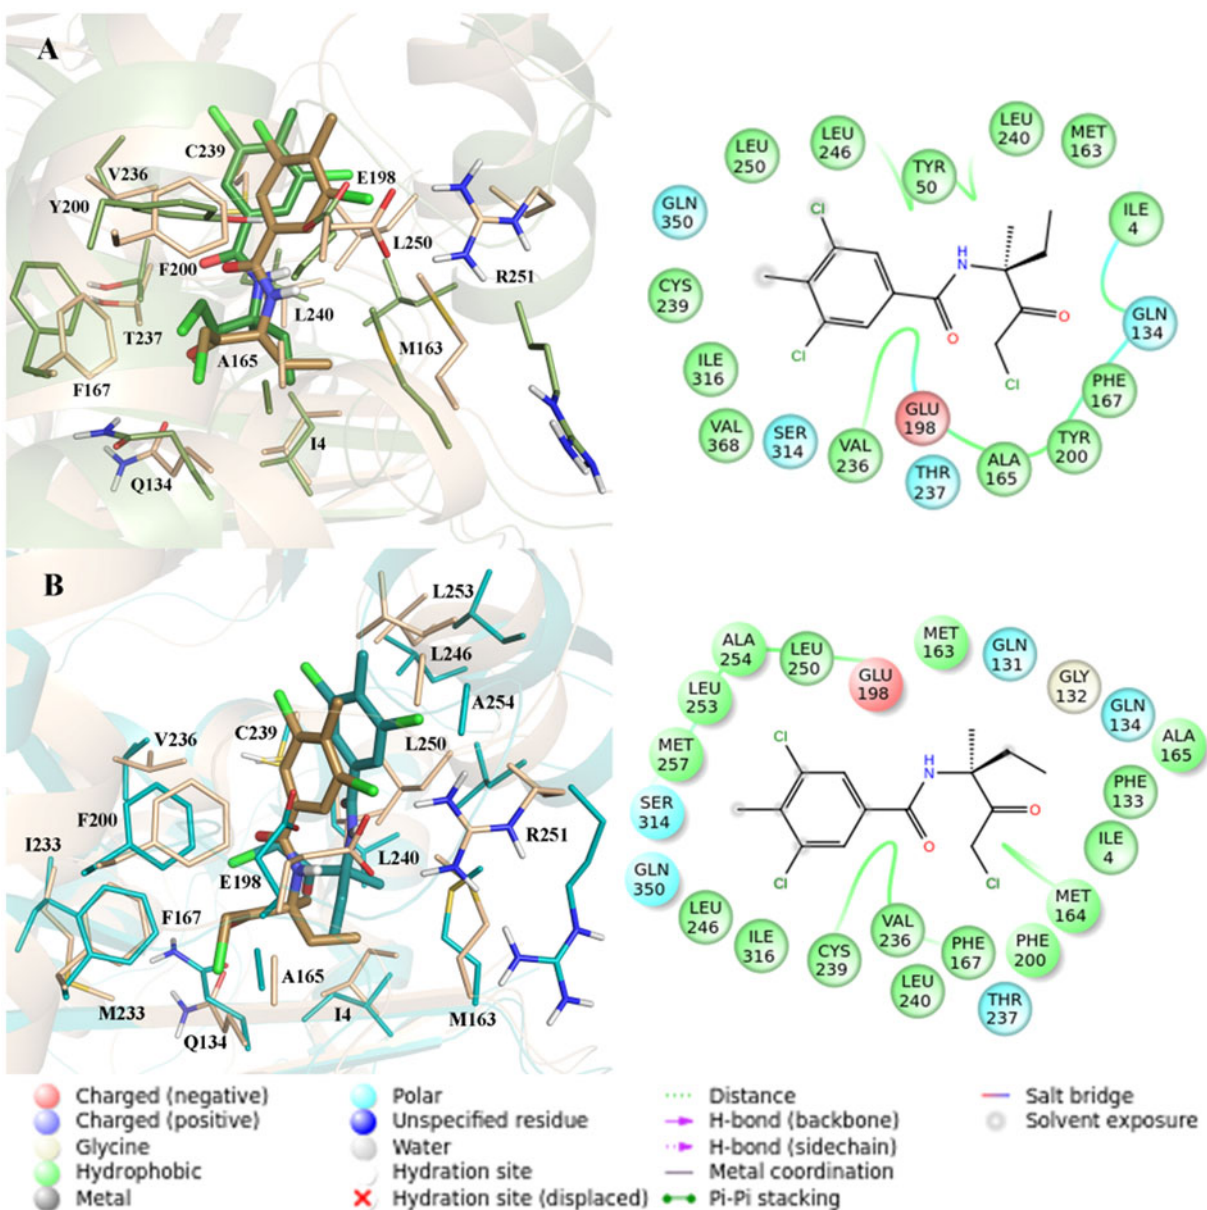 A
C239
E198
V236
Y200
L250
F200
R251
L240
T237
M163
A165
F167
I4
Q134
LEU 240
MET 163
LEU 246
LEU 250
TYR 50
GLN 350
ILE 4
Cl
H
N
CYS 239
O
GLN 134
O
Cl
Cl
ILE 316
PHE 167
GLU 198
VAL 368
SER 314
VAL 236
TYR 200
ALA 165
THR 237
B
L253
L246
A254
C239
V236
L250
F200
R251
I233
L240
E198
F167
A165
M233
I4
M163
Q134
ALA 254
LEU 250
MET 163
GLN 131
GLU 198
GLY 132
LEU 253
GLN 134
ALA 165
MET 257
Cl
H
N
PHE 133
SER 314
O
O
ILE 4
Cl
Cl
GLN 350
MET 164
LEU 246
ILE 316
CYS 239
VAL 236
PHE 167
PHE 200
LEU 240
THR 237
Charged (negative)
Charged (positive)
Glycine
Hydrophobic
Metal
Polar
Unspecified residue
Water
Hydration site
Hydration site (displaced)
Distance
H-bond (backbone)
H-bond (sidechain)
Metal coordination
Pi-Pi stacking
Salt bridge
Solvent exposure